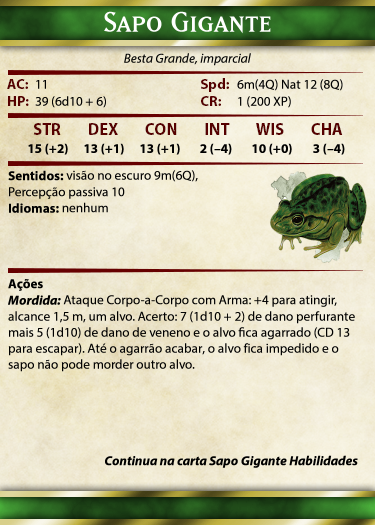 Sapo Gigante
Besta Grande, imparcial
AC: 11 Spd: 6m(4Q) Nat 12 (8Q)
HP: 39 (6d10 + 6) CR: 1 (200 XP)
STR DEX CON INT WIS CHA
15 (+2) 13 (+1) 13 (+1) 2 (–4) 10 (+0) 3 (–4)
Sentidos: visão no escuro 9m(6Q),
Percepção passiva 10
Idiomas: nenhum
Ações
Mordida: Ataque Corpo-a-Corpo com Arma: +4 para atingir,
alcance 1,5 m, um alvo. Acerto: 7 (1d10 + 2) de dano perfurante
mais 5 (1d10) de dano de veneno e o alvo fica agarrado (CD 13
para escapar). Até o agarrão acabar, o alvo fica impedido e o
sapo não pode morder outro alvo.
Continua na carta Sapo Gigante Habilidades